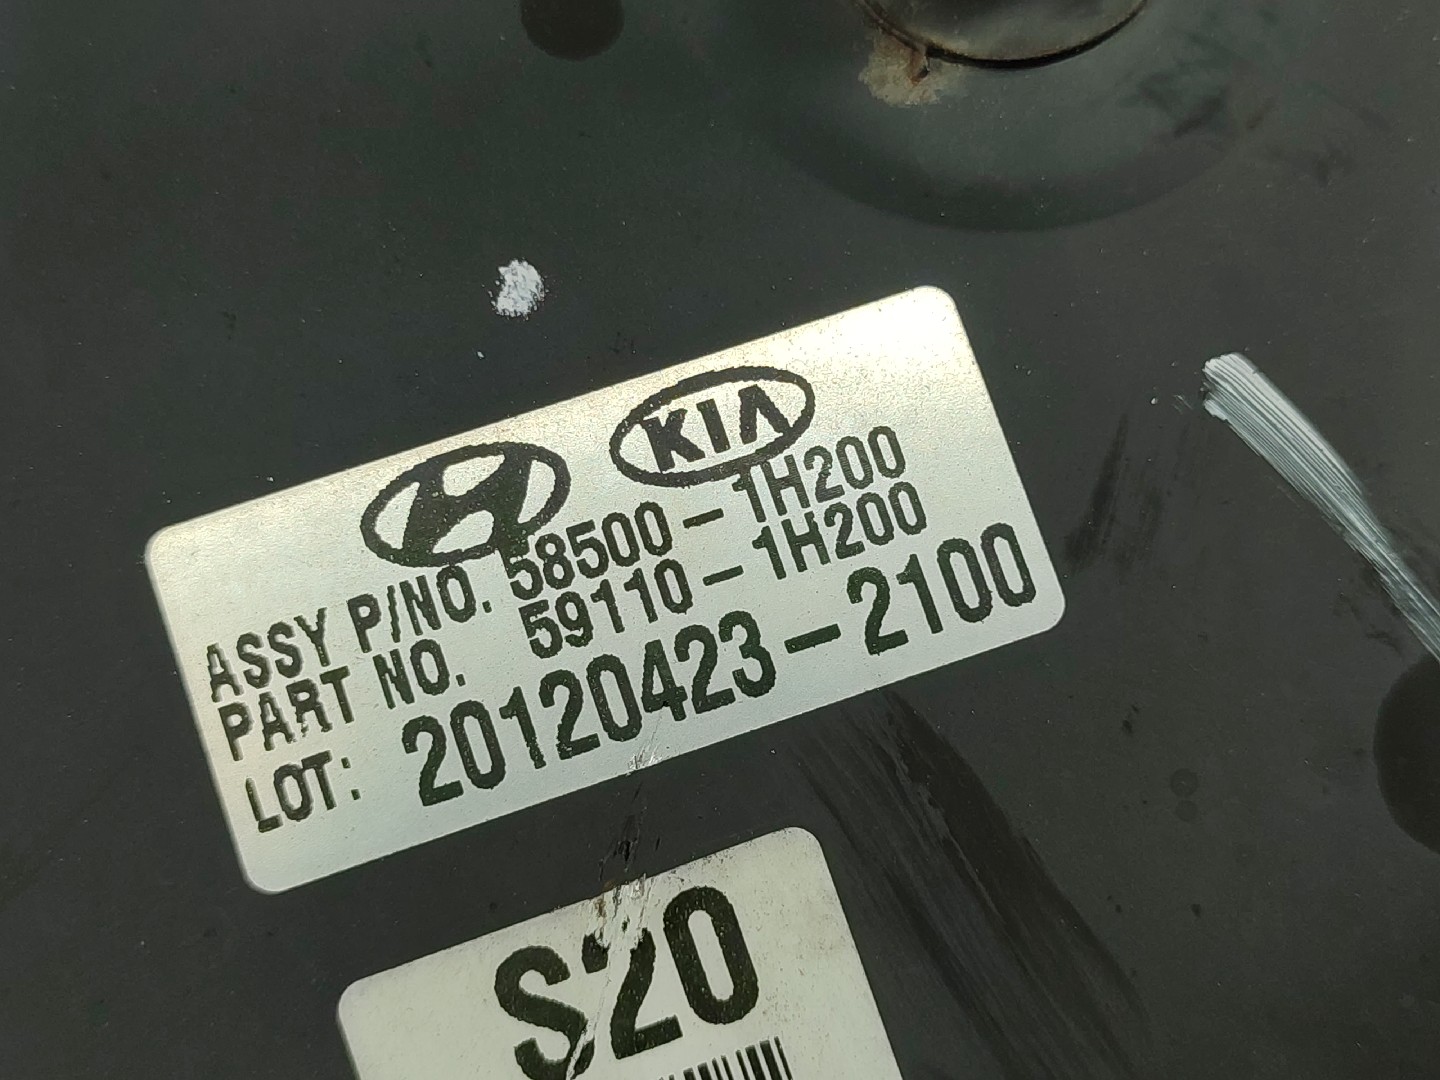 KIA
ASSY P/NO. 58500-1H200
PART NO. 59110-1H200
LOT: 20120423-2100
S20